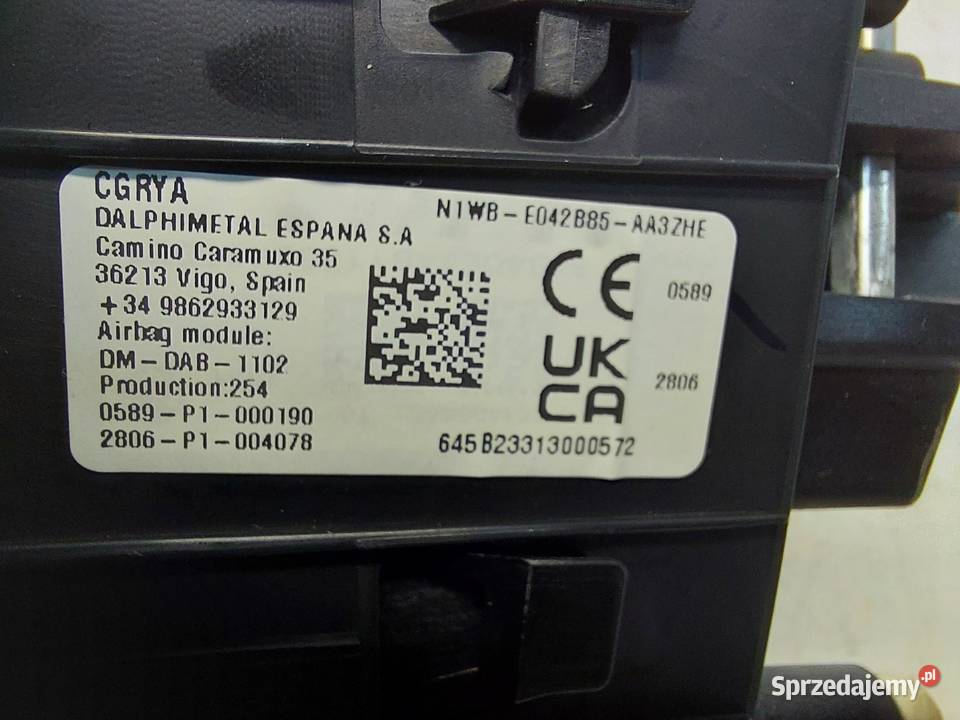 CGRYA
DALPHIMETAL ESPANA S.A
Camino Caramuxo 35
36213 Vigo, Spain
+34 9862933129
Airbag module:
DM-DAB-1102
Production:254
0589-P1-000190
2806-P1-004078
N1WB-E042B85-AA3ZHE
CE 0589
UK
CA 2806
645B23313000572
Sprzedajemy.pl